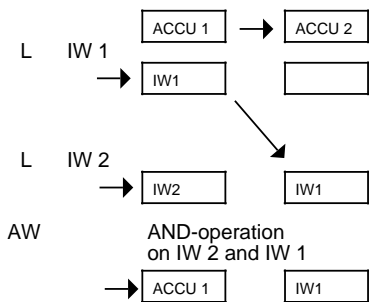 ACCU 1 ACCU 2
L IW 1
IW1
L IW 2
IW2 IW1
AW AND-operation
on IW 2 and IW 1
ACCU 1 IW1